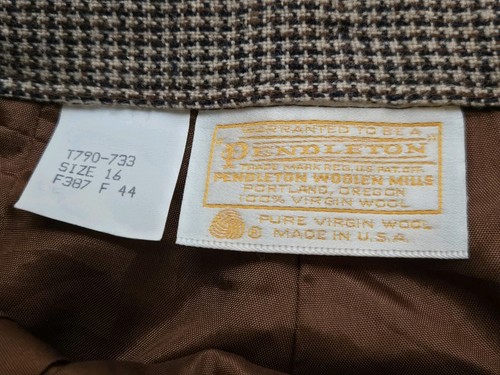 T790-733
SIZE 16
F387 F 44
WARRANTED TO BE A
PENDLETON
TRADE MARK REG. U.S. PAT. OFF.
PENDLETON WOOLEN MILLS
PORTLAND, OREGON
100% VIRGIN WOOL
PURE VIRGIN WOOL
® MADE IN U.S.A.